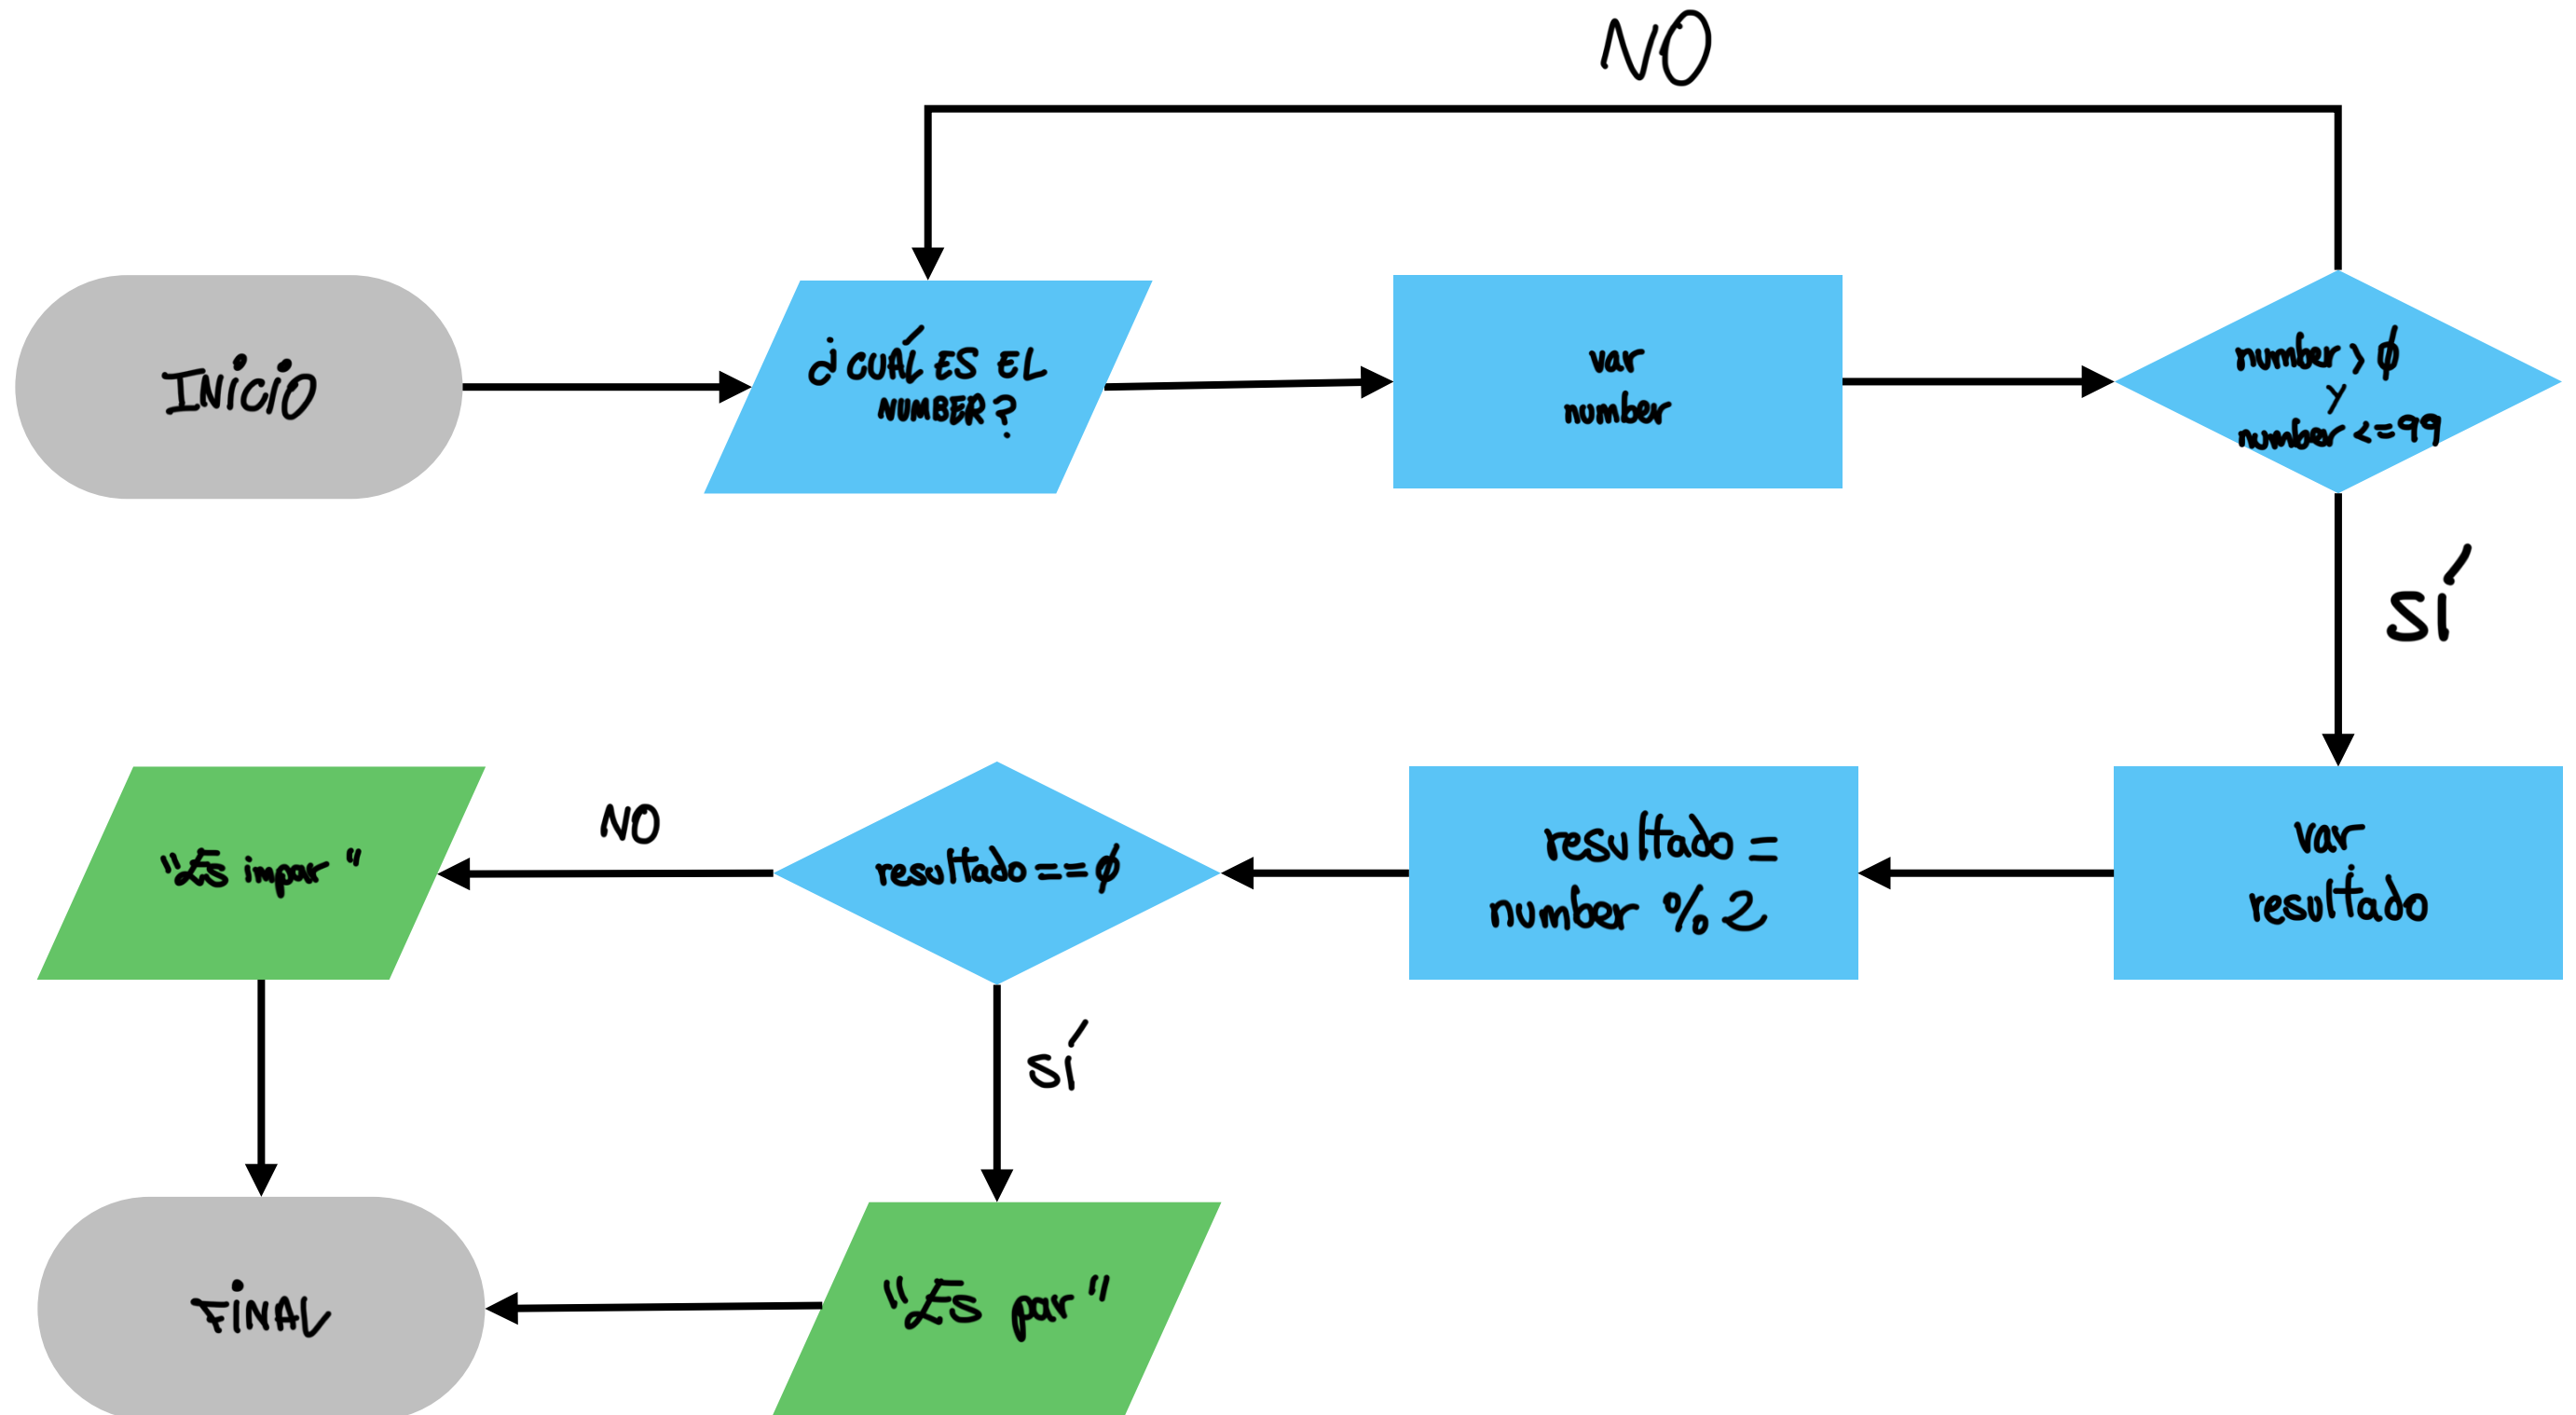 NO
INICIO
¿CUÁL ES EL
NUMBER?
var
number
number > 0
y
number <= 99
SÍ
"Es impar"
NO
resultado == 0
resultado =
number % 2
var
resultado
SÍ
FINAL
"Es par"